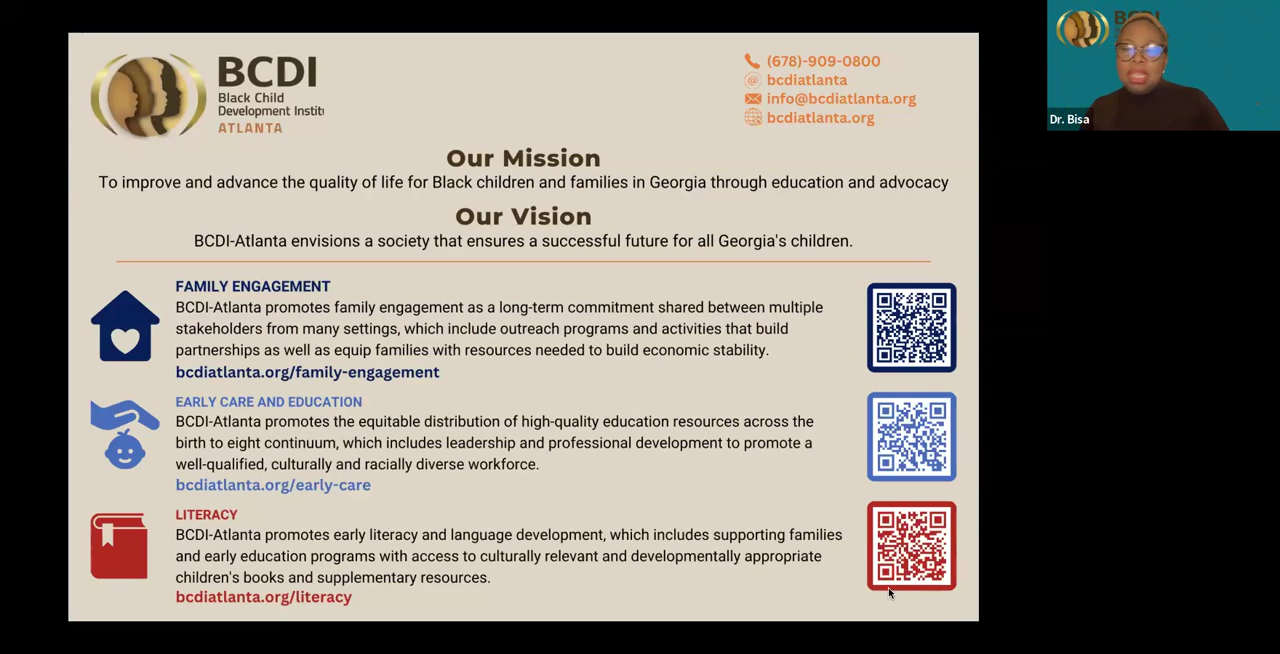 BCDI
Black Child
Development Instit
ATLANTA
(678)-909-0800
bcdiatlanta
info@bcdiatlanta.org
bcdiatlanta.org
Our Mission
To improve and advance the quality of life for Black children and families in Georgia through education and advocacy
Our Vision
BCDI-Atlanta envisions a society that ensures a successful future for all Georgia's children.
FAMILY ENGAGEMENT
BCDI-Atlanta promotes family engagement as a long-term commitment shared between multiple
stakeholders from many settings, which include outreach programs and activities that build
partnerships as well as equip families with resources needed to build economic stability.
bcdiatlanta.org/family-engagement
EARLY CARE AND EDUCATION
BCDI-Atlanta promotes the equitable distribution of high-quality education resources across the
birth to eight continuum, which includes leadership and professional development to promote a
well-qualified, culturally and racially diverse workforce.
bcdiatlanta.org/early-care
LITERACY
BCDI-Atlanta promotes early literacy and language development, which includes supporting families
and early education programs with access to culturally relevant and developmentally appropriate
children's books and supplementary resources.
bcdiatlanta.org/literacy
BCD
Dr. Bisa